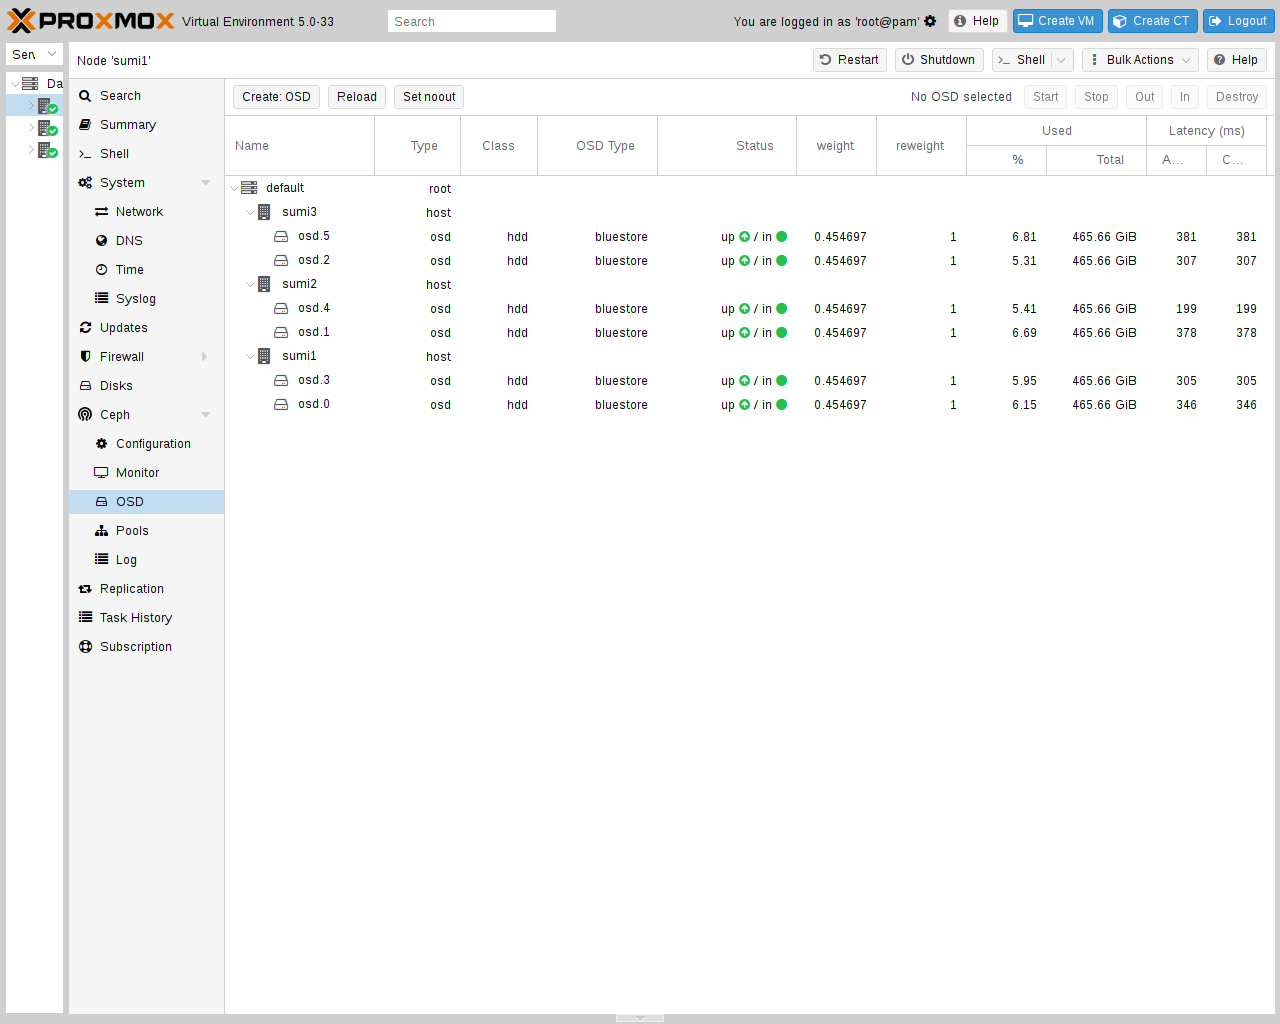 PROXMOX Virtual Environment 5.0-33 Search You are logged in as 'root@pam' Help Create VM Create CT Logout
Ser
Node 'sumi1' Restart Shutdown Shell Bulk Actions Help
Da
Search
Summary
Shell
System
Network
DNS
Time
Syslog
Updates
Firewall
Disks
Ceph
Configuration
Monitor
OSD
Pools
Log
Replication
Task History
Subscription
Create: OSD Reload Set noout No OSD selected Start Stop Out In Destroy
Name Type Class OSD Type Status weight reweight Used Latency (ms)
% Total A... C...
default root
sumi3 host
osd.5 osd hdd bluestore up / in 0.454697 1 6.81 465.66 GiB 381 381
osd.2 osd hdd bluestore up / in 0.454697 1 5.31 465.66 GiB 307 307
sumi2 host
osd.4 osd hdd bluestore up / in 0.454697 1 5.41 465.66 GiB 199 199
osd.1 osd hdd bluestore up / in 0.454697 1 6.69 465.66 GiB 378 378
sumi1 host
osd.3 osd hdd bluestore up / in 0.454697 1 5.95 465.66 GiB 305 305
osd.0 osd hdd bluestore up / in 0.454697 1 6.15 465.66 GiB 346 346